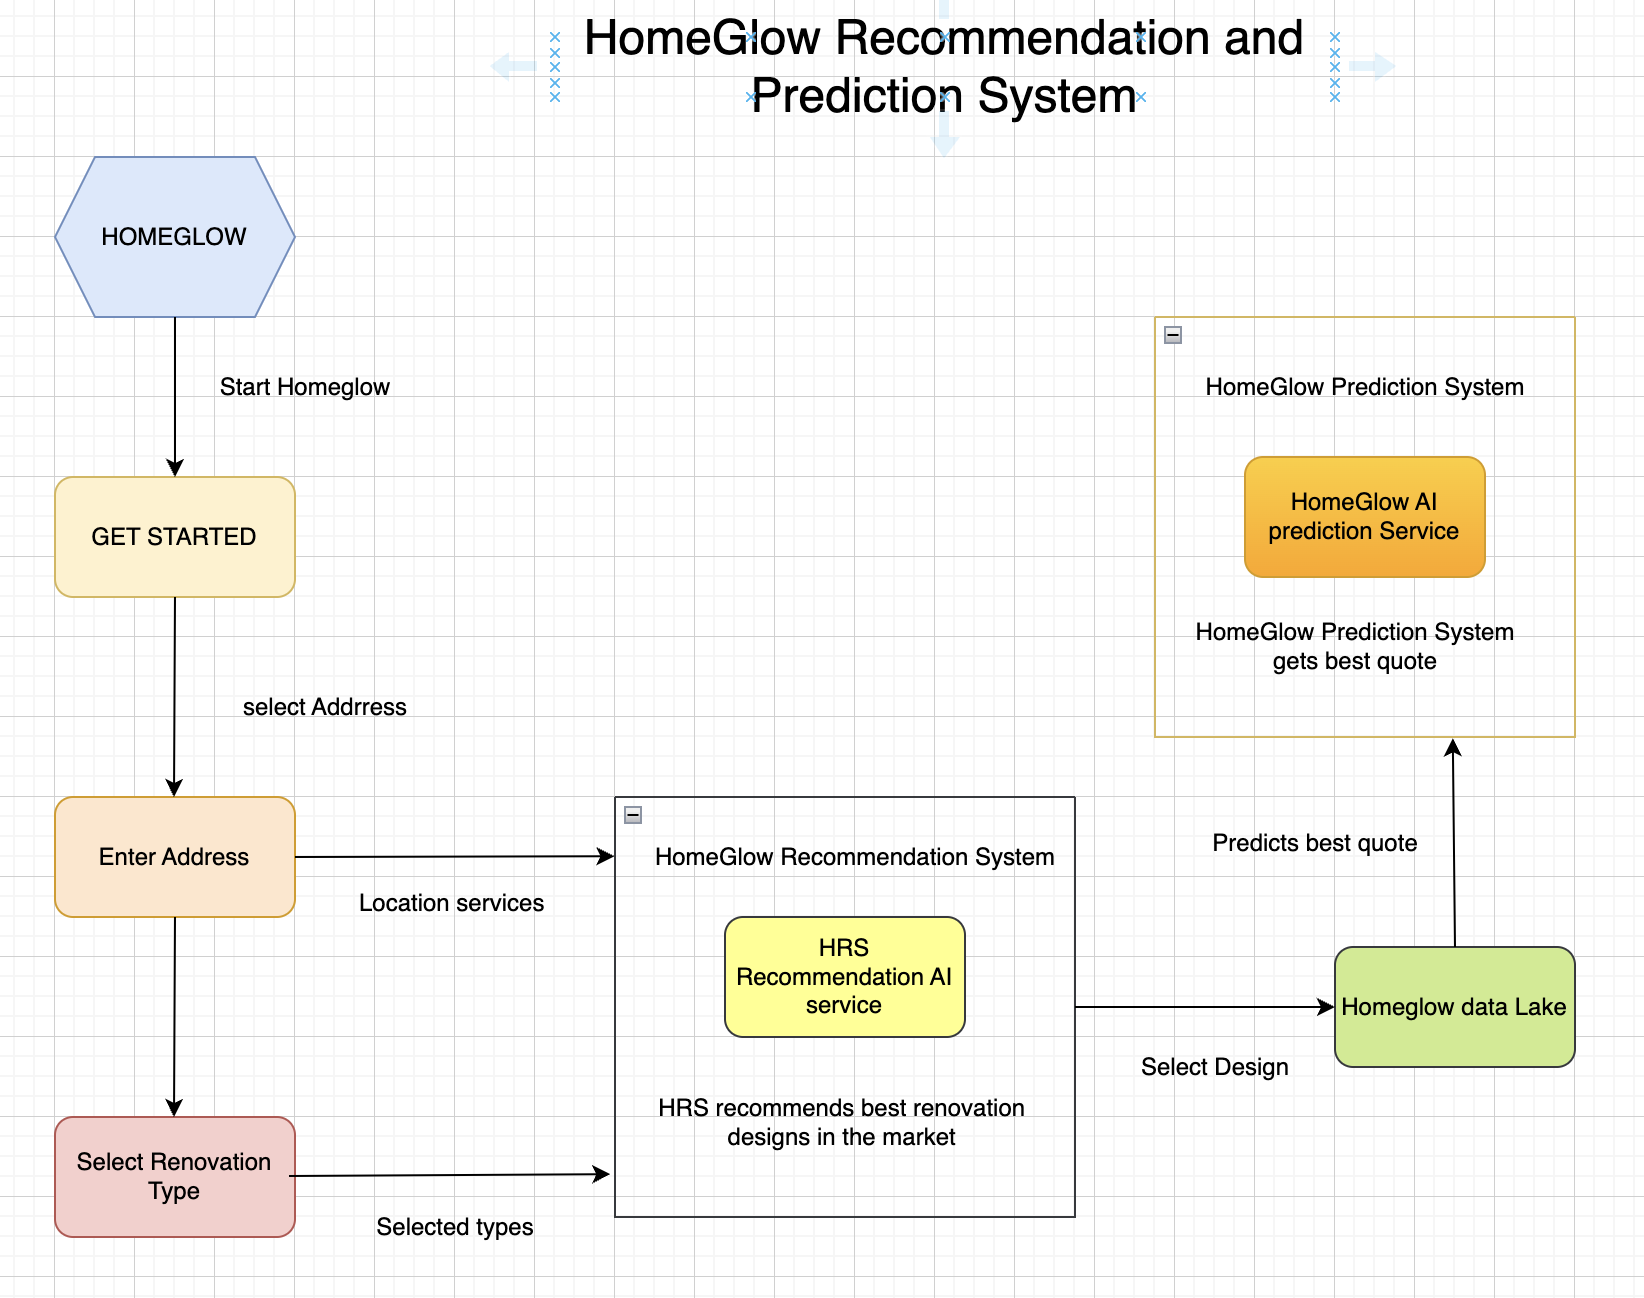 HomeGlow Recommendation and
Prediction System
HOMEGLOW
Start Homeglow
GET STARTED
select Addrress
Enter Address
Location services
Select Renovation
Type
Selected types
HomeGlow Recommendation System
HRS
Recommendation AI
service
HRS recommends best renovation
designs in the market
Select Design
Homeglow data Lake
Predicts best quote
HomeGlow Prediction System
HomeGlow AI
prediction Service
HomeGlow Prediction System
gets best quote